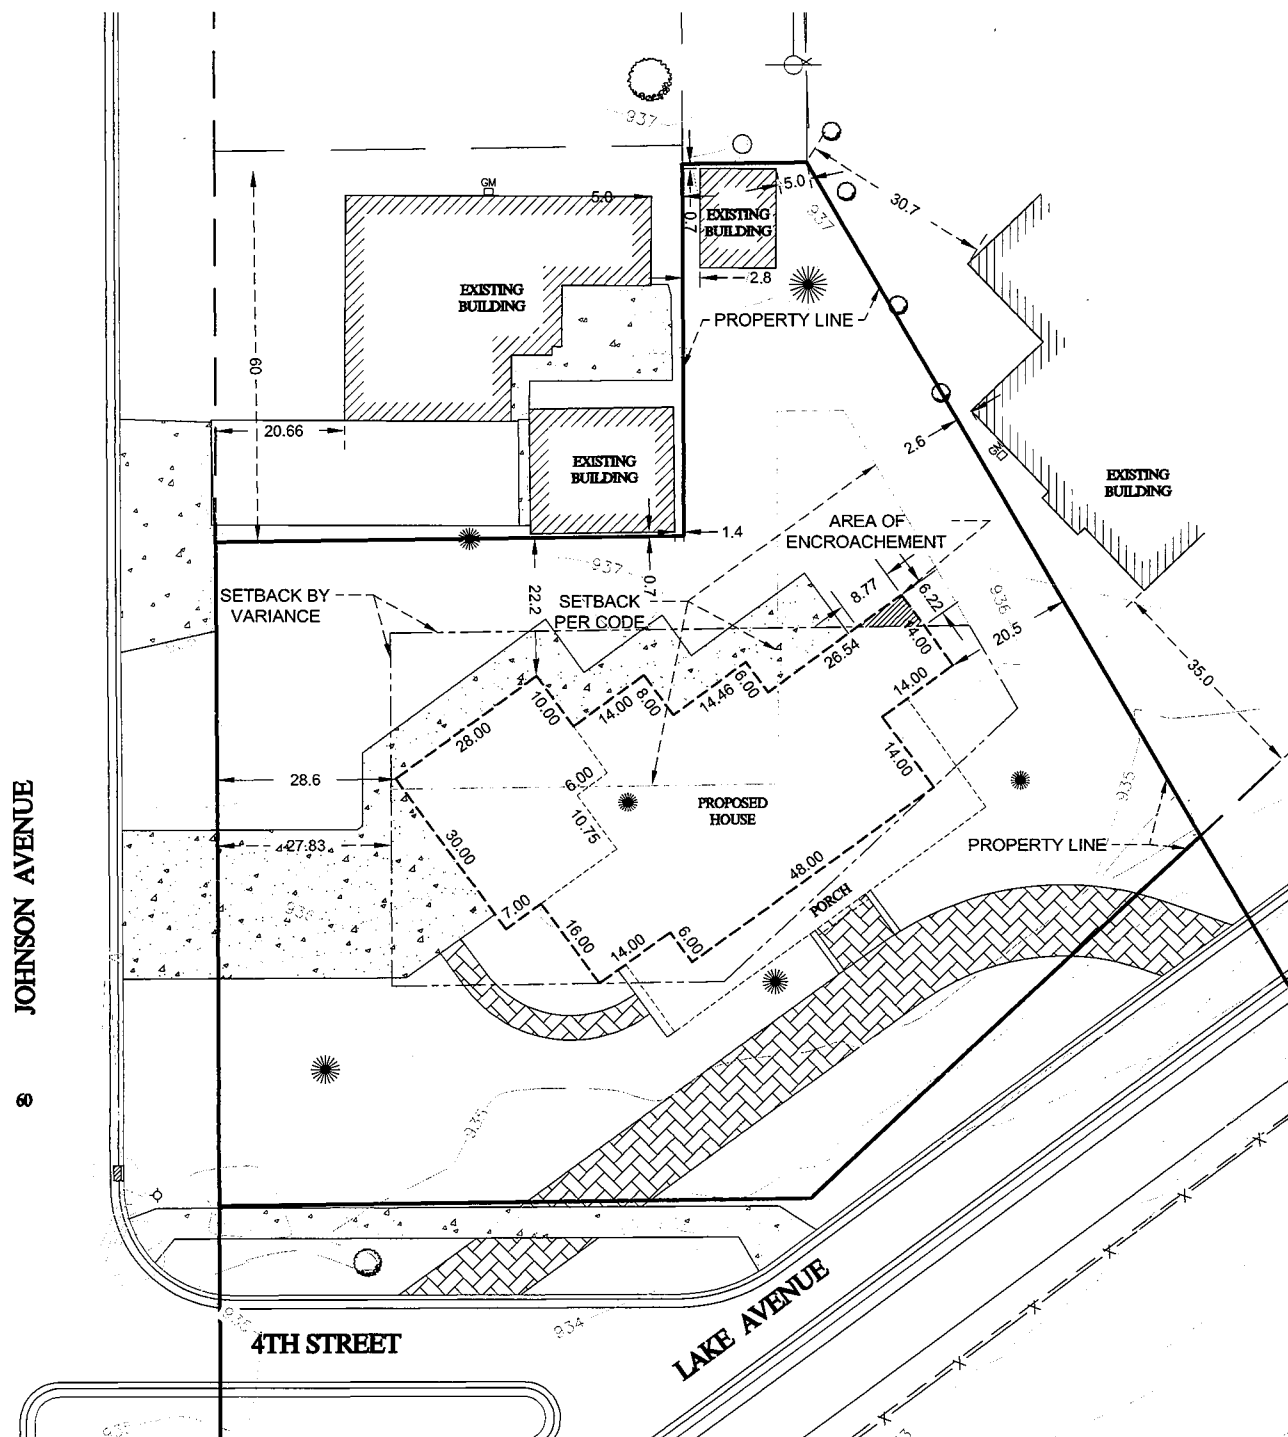 937
GM
5.0
0.7
EXISTING
BUILDING
5.0
937
30.7
EXISTING
BUILDING
2.8
PROPERTY LINE
60
20.66
2.6
EXISTING
BUILDING
EXISTING
BUILDING
1.4
AREA OF
ENCROACHEMENT
937
0.7
22.2
SETBACK BY
VARIANCE
SETBACK
PER CODE
8.77
6.22
936
4.00
20.5
26.54
35.0
14.00
6.00
14.46
8.00
14.00
10.00
28.00
14.00
28.6
6.00
PROPOSED
HOUSE
935
10.75
30.00
27.83
PROPERTY LINE
48.00
PORCH
7.00
936
16.00
14.00
6.00
JOHNSON AVENUE
60
935
4TH STREET
LAKE AVENUE
934
935
935